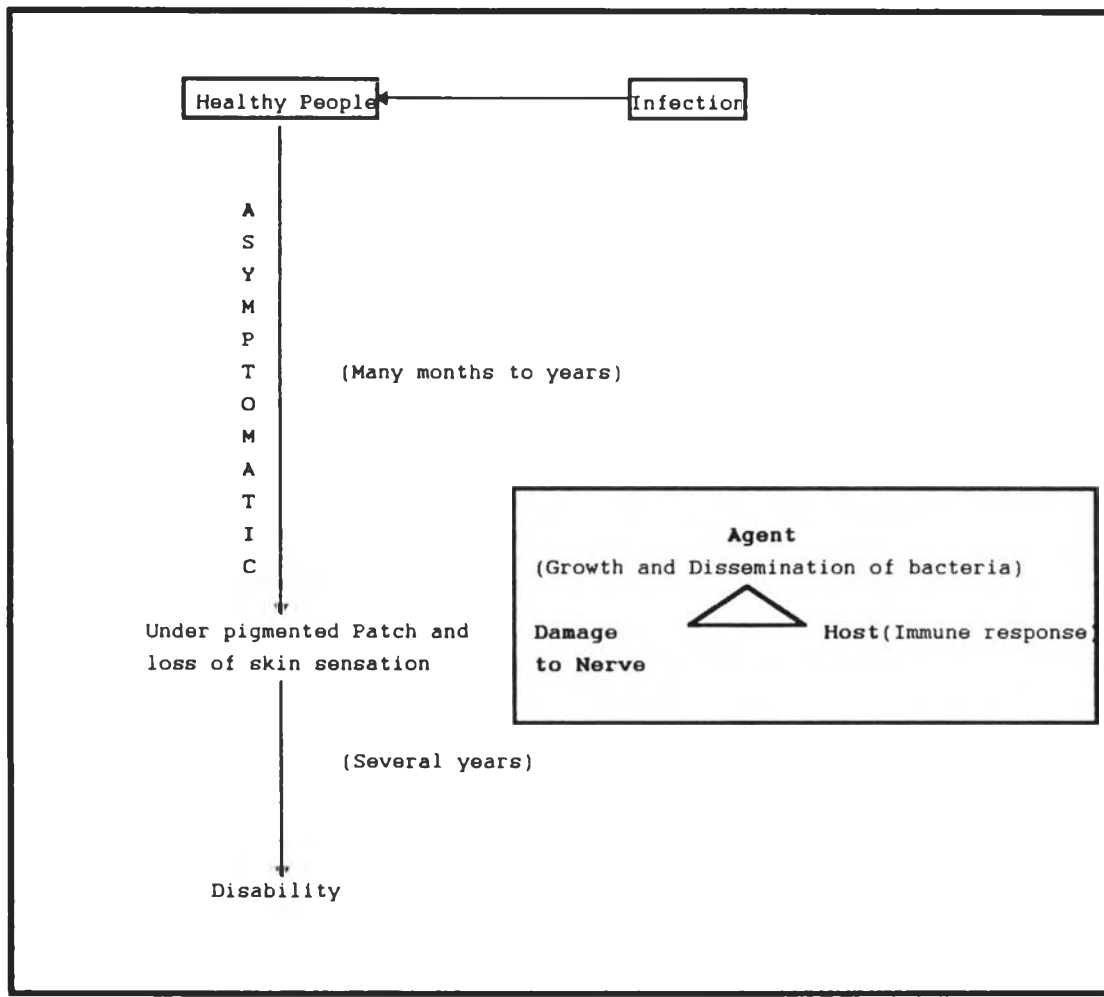 Healthy People
Infection
A
S
Y
M
P
T
O
M
A
T
I
C
(Many months to years)
Under pigmented Patch and
loss of skin sensation
Agent
(Growth and Dissemination of bacteria)
Damage
to Nerve
Host(Immune response)
(Several years)
Disability